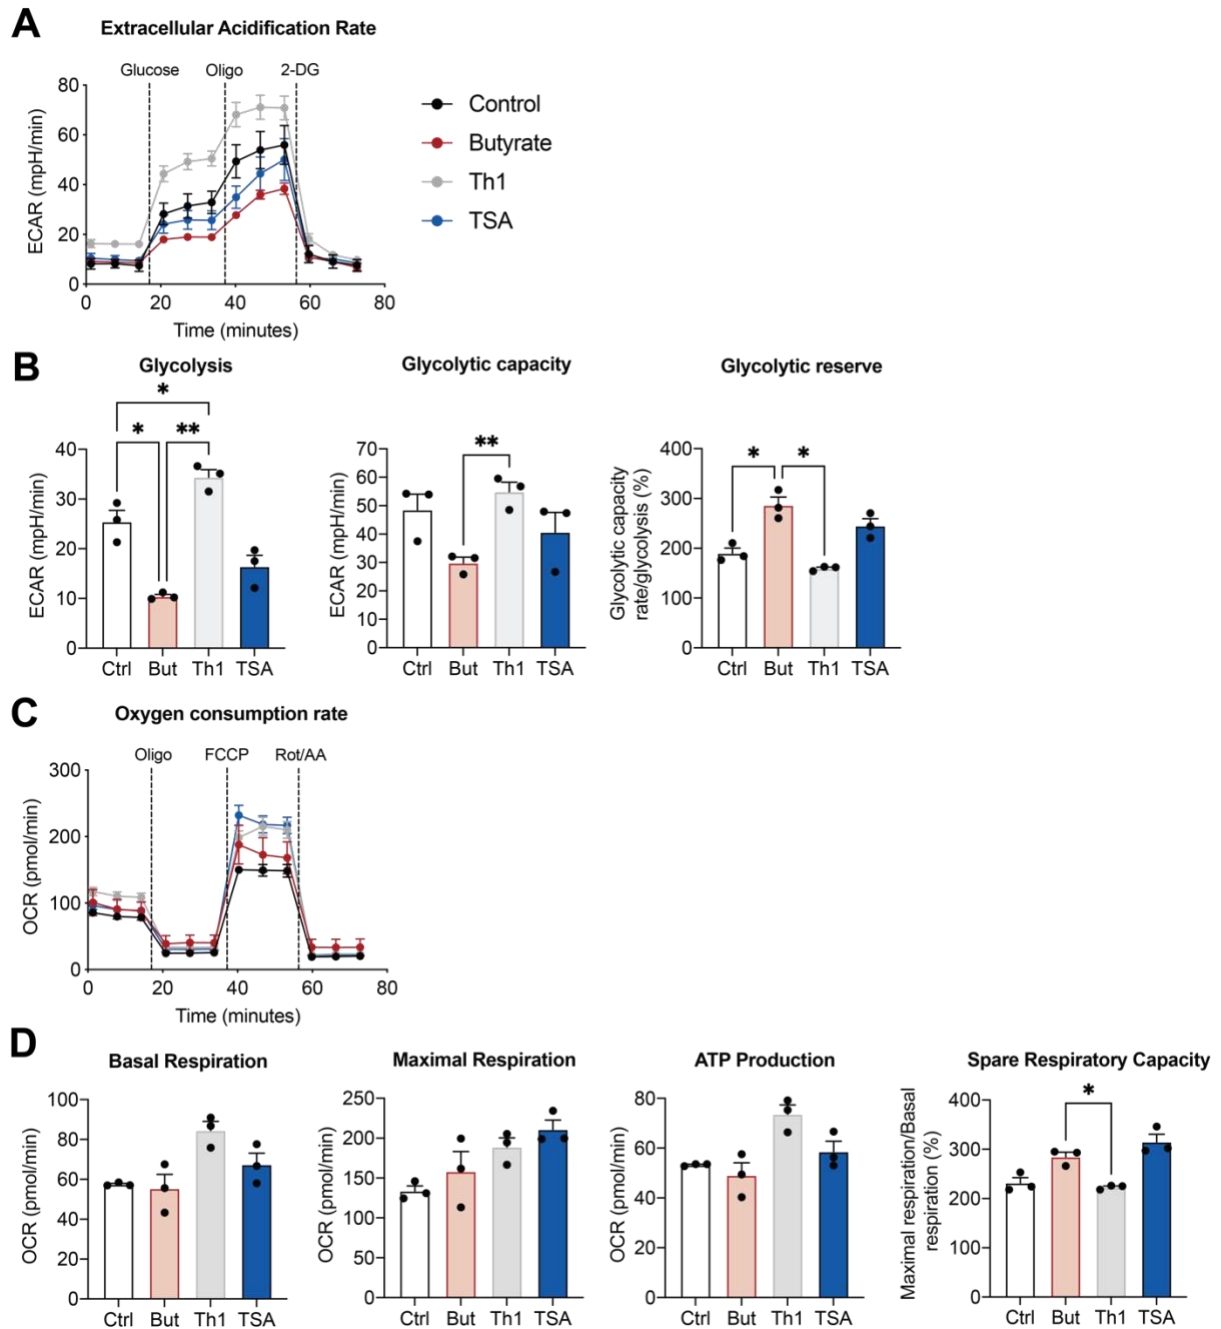 A
Extracellular Acidification Rate
Glucose Oligo 2-DG
80
60
40
20
0
ECAR (mpH/min)
0 20 40 60 80
Time (minutes)
Control
Butyrate
Th1
TSA
B
Glycolysis
*
* **
40
30
20
10
0
ECAR (mpH/min)
Ctrl But Th1 TSA
Glycolytic capacity
**
70
60
50
40
30
20
10
0
ECAR (mpH/min)
Ctrl But Th1 TSA
Glycolytic reserve
* *
400
300
200
100
0
Glycolytic capacity
rate/glycolysis (%)
Ctrl But Th1 TSA
C
Oxygen consumption rate
Oligo FCCP Rot/AA
300
200
100
0
OCR (pmol/min)
0 20 40 60 80
Time (minutes)
D
Basal Respiration
100
80
60
40
20
0
OCR (pmol/min)
Ctrl But Th1 TSA
Maximal Respiration
250
200
150
100
50
0
OCR (pmol/min)
Ctrl But Th1 TSA
ATP Production
80
60
40
20
0
OCR (pmol/min)
Ctrl But Th1 TSA
Spare Respiratory Capacity
*
400
300
200
100
0
Maximal respiration/Basal
respiration (%)
Ctrl But Th1 TSA